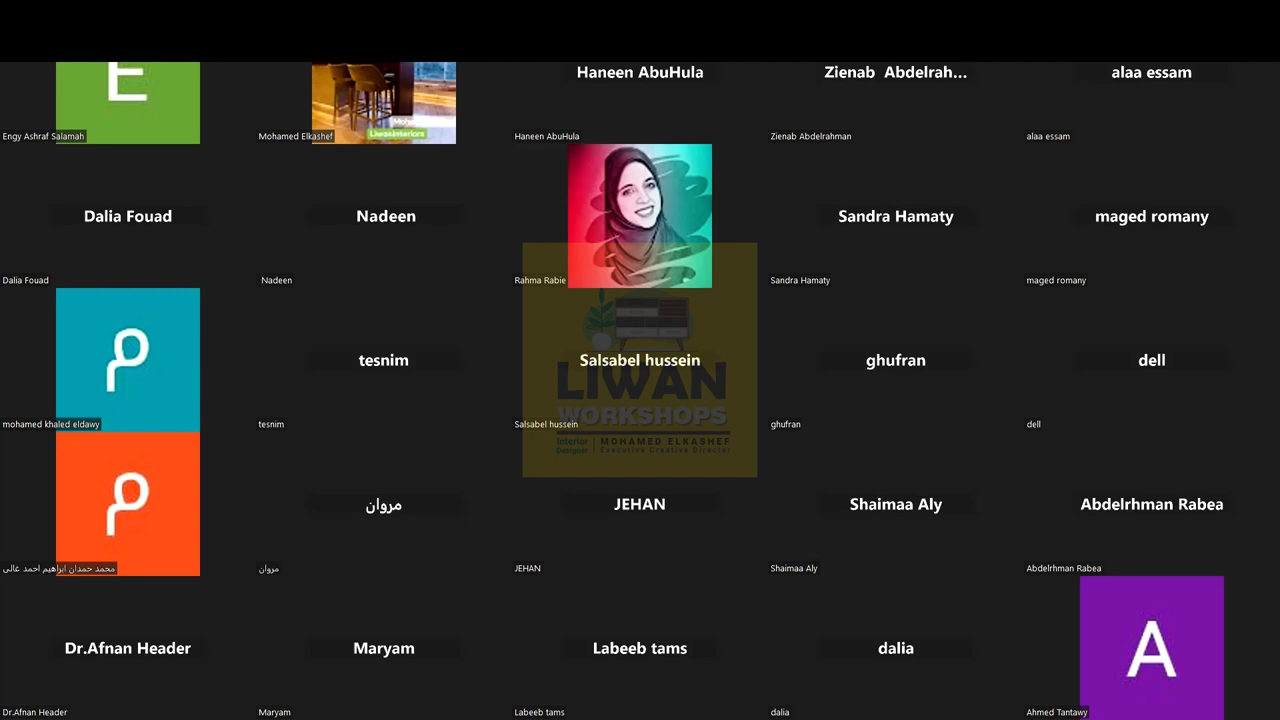 E
Haneen AbuHula
Zienab Abdelrah...
alaa essam
LiwanInteriors
Engy Ashraf Salamah
Mohamed Elkashef
Haneen AbuHula
Zienab Abdelrahman
alaa essam
Dalia Fouad
Nadeen
Sandra Hamaty
maged romany
Dalia Fouad
Nadeen
Rahma Rabie
Sandra Hamaty
maged romany
م
tesnim
Salsabel hussein
ghufran
dell
LIWAN
WORKSHOPS
mohamed khaled eldawy
tesnim
Salsabel hussein
ghufran
dell
Interior Designer
MOHAMED ELKASHEF
Executive Creative Director
م
مروان
JEHAN
Shaimaa Aly
Abdelrhman Rabea
محمد حمدان ابراهيم احمد غالى
مروان
JEHAN
Shaimaa Aly
Abdelrhman Rabea
Dr.Afnan Header
Maryam
Labeeb tams
dalia
A
Dr.Afnan Header
Maryam
Labeeb tams
dalia
Ahmed Tantawy